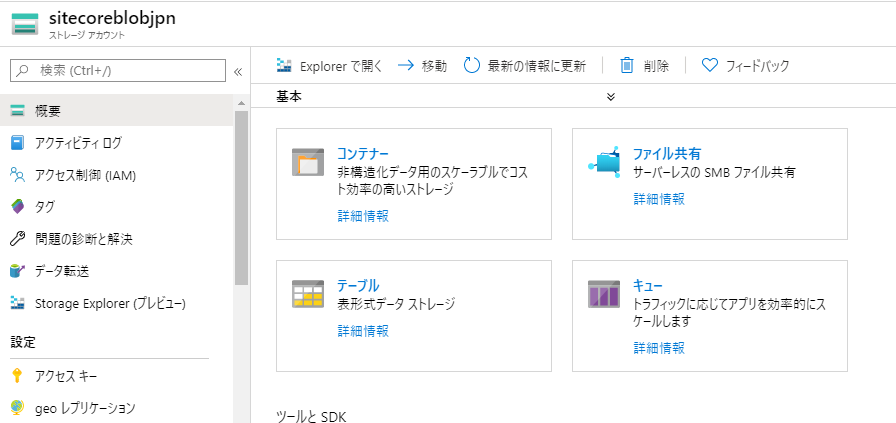 sitecoreblobjpn
ストレージ アカウント
検索 (Ctrl+/)
«
概要
アクティビティ ログ
アクセス制御 (IAM)
タグ
問題の診断と解決
データ転送
Storage Explorer (プレビュー)
設定
アクセス キー
geo レプリケーション
Explorer で開く 移動 最新の情報に更新 削除 フィードバック
基本
コンテナー
非構造化データ用のスケーラブルでコス
ト効率の高いストレージ
詳細情報
ファイル共有
サーバーレスの SMB ファイル共有
詳細情報
テーブル
表形式データ ストレージ
詳細情報
キュー
トラフィックに応じてアプリを効率的にス
ケールします
詳細情報
ツールと SDK